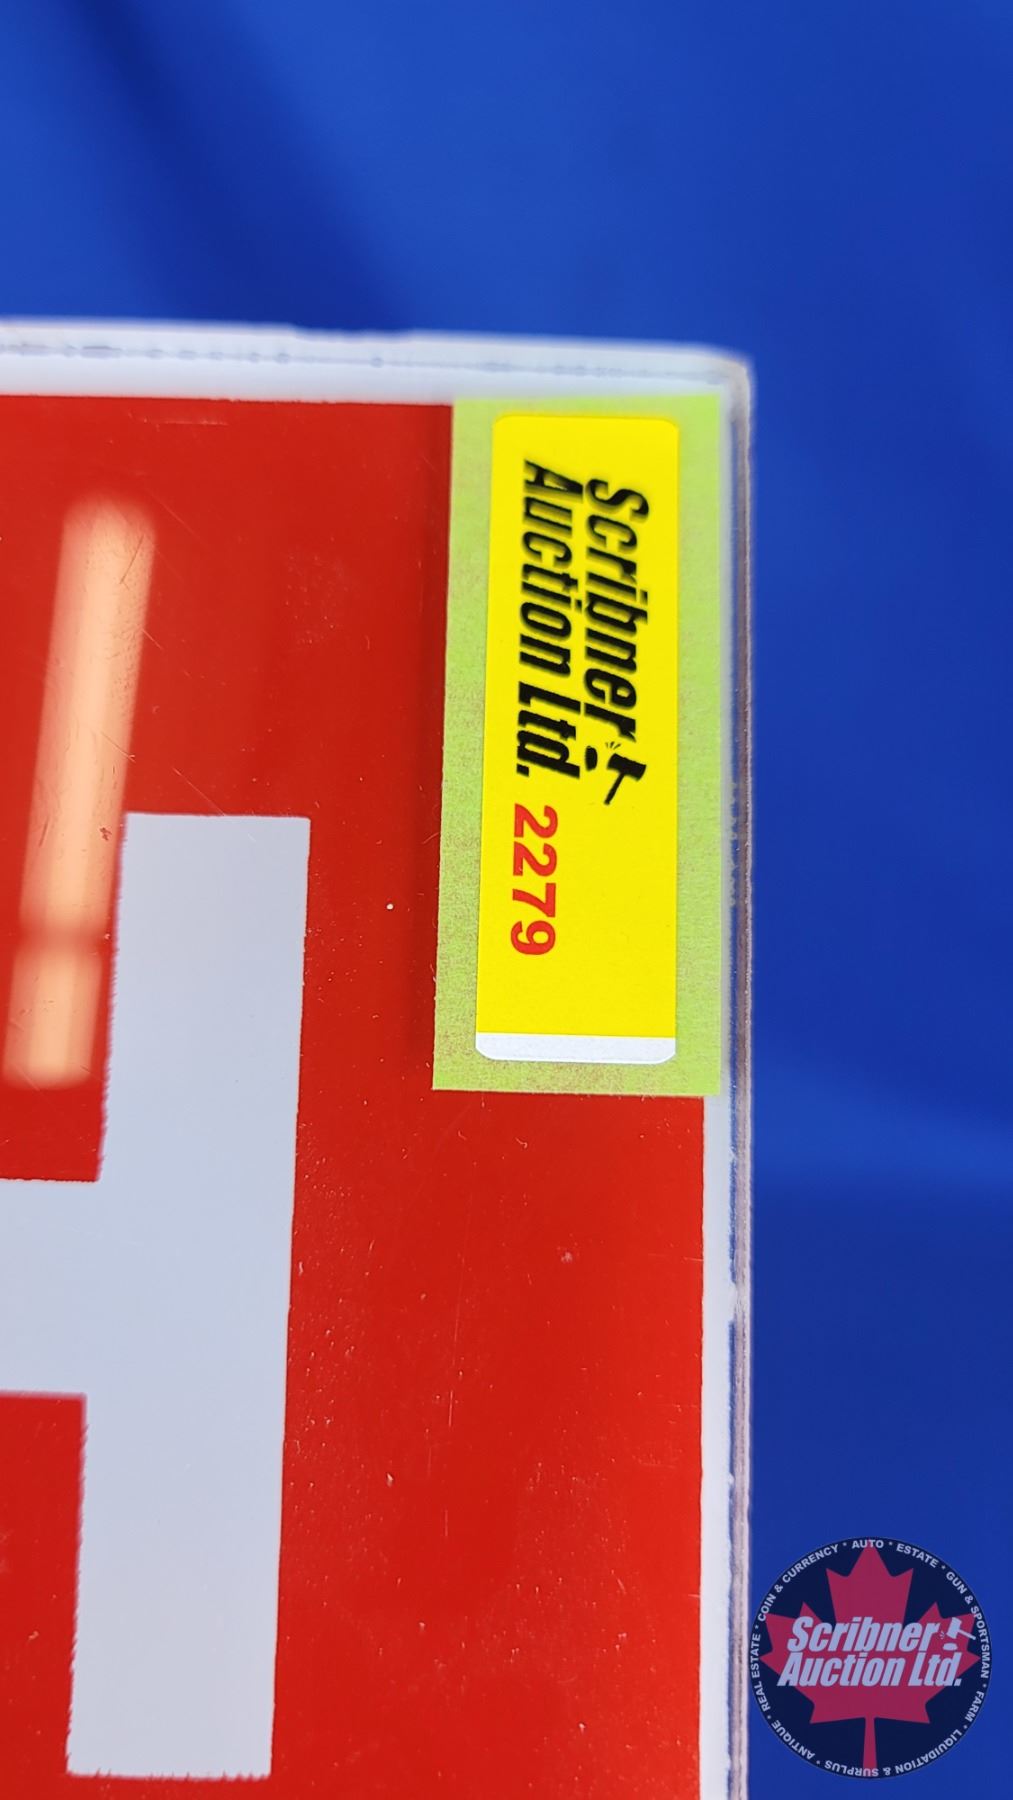 Scribner
Auction Ltd.
2279
ANTIQUE * REAL ESTATE * COIN & CURRENCY * AUTO * ESTATE * GUN & SPORTSMAN * FARM * LIQUIDATION & SURPLUS *
Scribner
Auction Ltd.